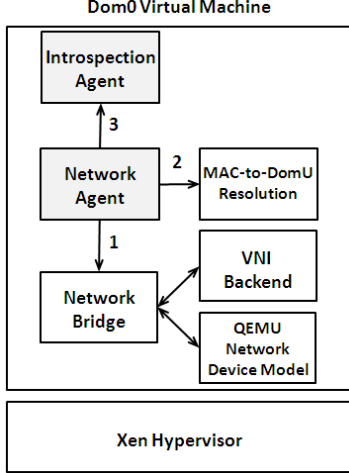 Dom0 Virtual Machine
Introspection
Agent
3
Network
Agent
2
MAC-to-DomU
Resolution
1
VNI
Backend
Network
Bridge
QEMU
Network
Device Model
Xen Hypervisor